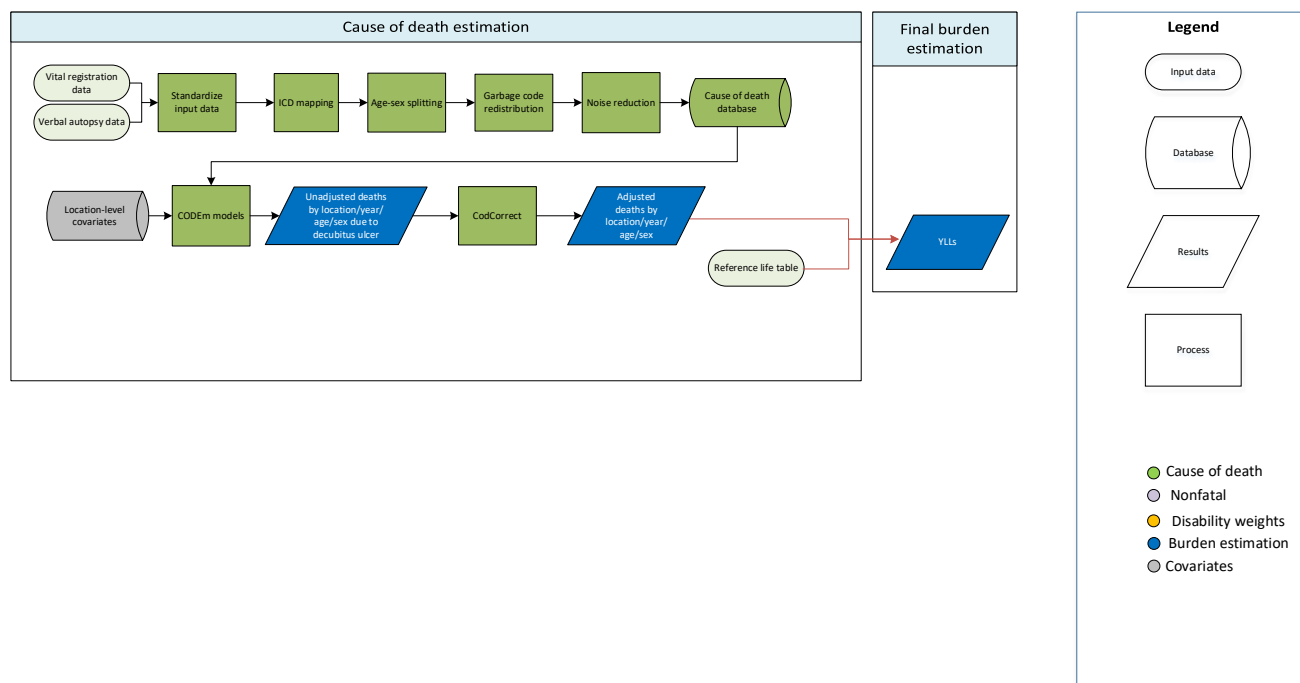 Cause of death estimation
Final burden
estimation
Legend
Vital registration
data
Verbal autopsy data
Standardize
input data
ICD mapping
Age-sex splitting
Garbage code
redistribution
Noise reduction
Cause of death
database
Location-level
covariates
CODEm models
Unadjusted deaths
by location/year/
age/sex due to
decubitus ulcer
CodCorrect
Adjusted
deaths by
location/year/
age/sex
Reference life table
YLLs
Input data
Database
Results
Process
Cause of death
Nonfatal
Disability weights
Burden estimation
Covariates